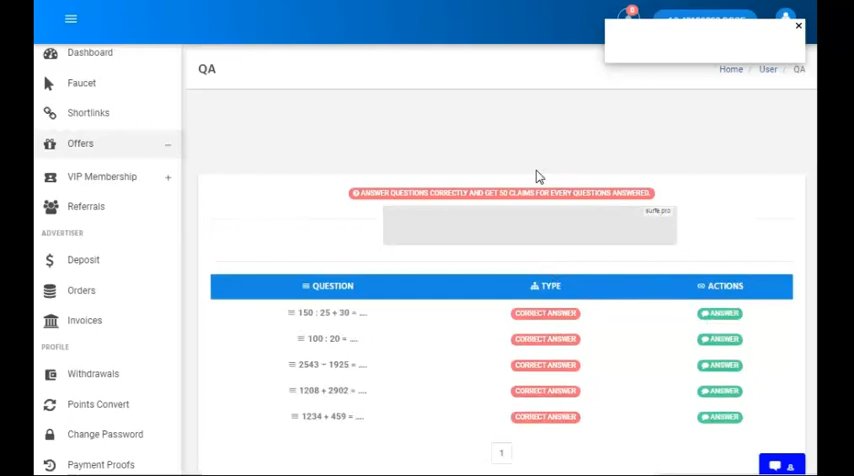 8
×
Dashboard
QA
Home / User / QA
Faucet
Shortlinks
Offers –
VIP Membership +
Referrals
ADVERTISER
Deposit
Orders
Invoices
PROFILE
Withdrawals
Points Convert
Change Password
Payment Proofs
ANSWER QUESTIONS CORRECTLY AND GET 50 CLAIMS FOR EVERY QUESTIONS ANSWERED.
surfe.pro
QUESTION TYPE ACTIONS
150 : 25 + 30 = .... CORRECT ANSWER ANSWER
100 : 20 = .... CORRECT ANSWER ANSWER
2543 – 1925 = .... CORRECT ANSWER ANSWER
1208 + 2902 = .... CORRECT ANSWER ANSWER
1234 + 459 = .... CORRECT ANSWER ANSWER
1